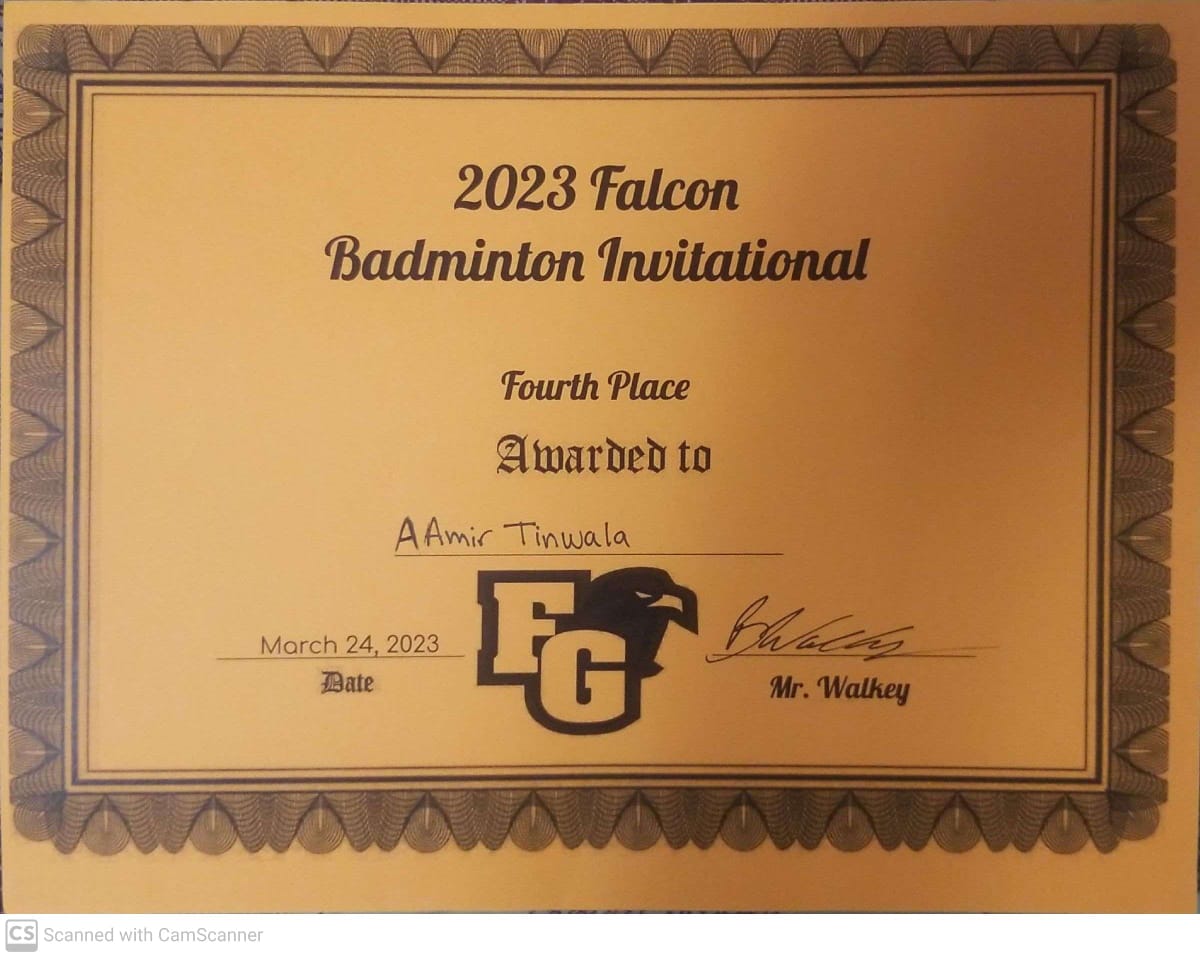 2023 Falcon
Badminton Invitational
Fourth Place
Awarded to
AAmir Tinwala
FG
March 24, 2023
Date
Mr. Walkey
CS Scanned with CamScanner